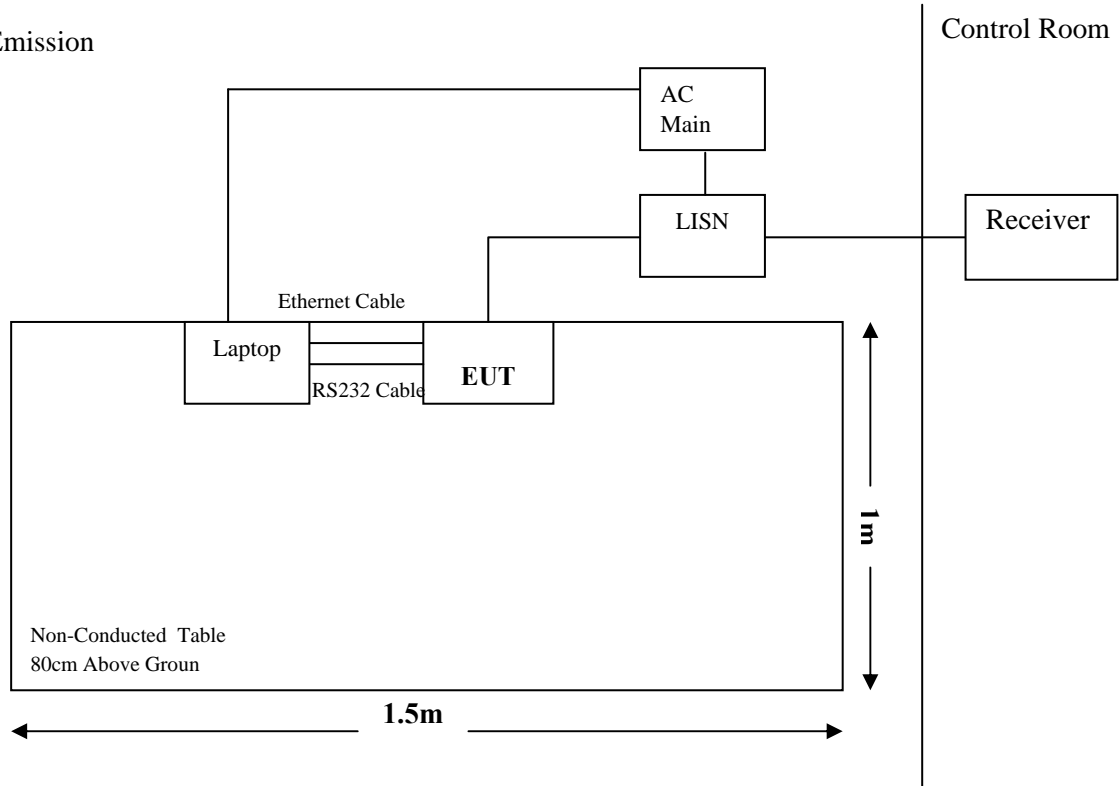 Emission
Control Room
AC
Main
LISN
Receiver
Ethernet Cable
Laptop
EUT
RS232 Cable
1m
Non-Conducted Table
80cm Above Groun
1.5m